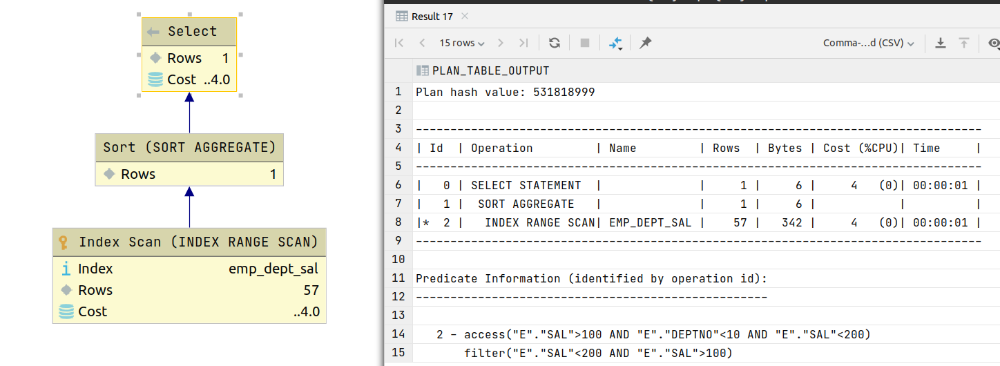 Select
Rows 1
Cost ..4.0
Sort (SORT AGGREGATE)
Rows 1
Index Scan (INDEX RANGE SCAN)
Index emp_dept_sal
Rows 57
Cost ..4.0
Result 17
15 rows
Comma-...d (CSV)
PLAN_TABLE_OUTPUT
1 Plan hash value: 531818999
2
3 ----------------------------------------------------------------------------------
4 | Id  | Operation         | Name         | Rows  | Bytes | Cost (%CPU)| Time     |
5 ----------------------------------------------------------------------------------
6 |   0 | SELECT STATEMENT  |              |     1 |     6 |     4   (0)| 00:00:01 |
7 |   1 |  SORT AGGREGATE   |              |     1 |     6 |            |          |
8 |*  2 |   INDEX RANGE SCAN| EMP_DEPT_SAL |    57 |   342 |     4   (0)| 00:00:01 |
9 ----------------------------------------------------------------------------------
10
11 Predicate Information (identified by operation id):
12 ---------------------------------------------------
13
14    2 - access("E"."SAL">100 AND "E"."DEPTNO"<10 AND "E"."SAL"<200)
15        filter("E"."SAL"<200 AND "E"."SAL">100)